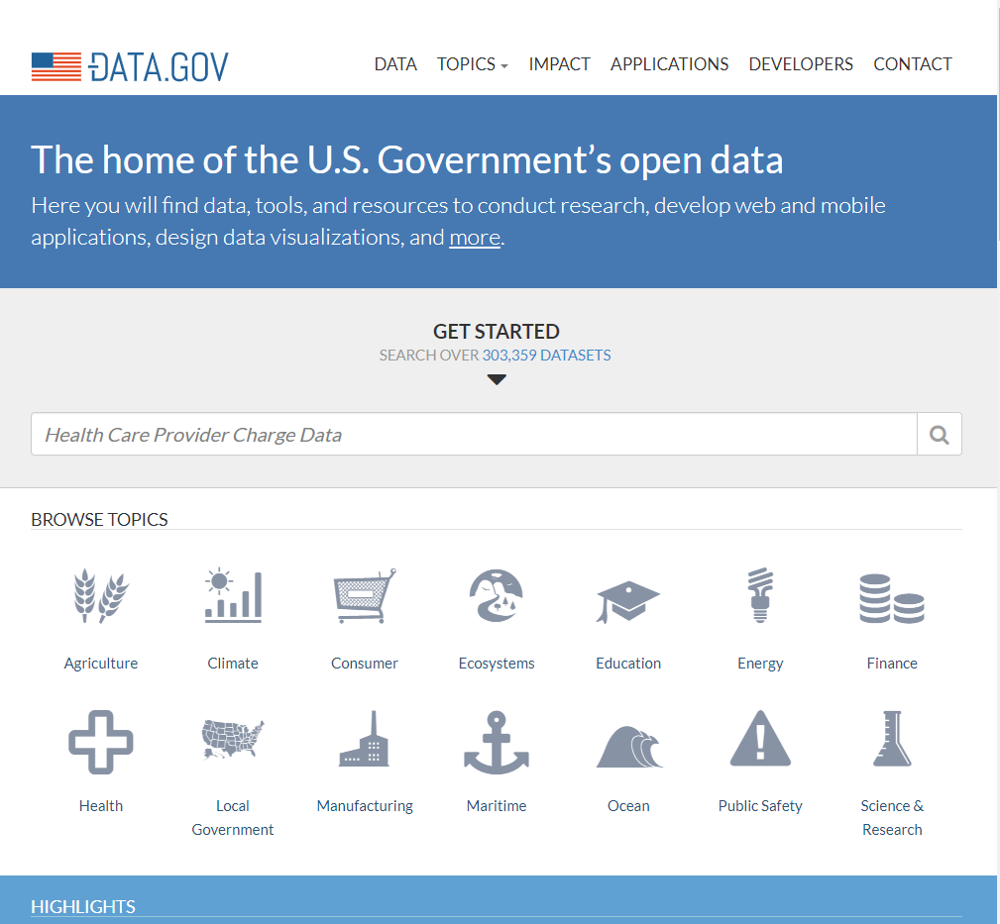 DATA.GOV
DATA TOPICS IMPACT APPLICATIONS DEVELOPERS CONTACT
The home of the U.S. Government’s open data
Here you will find data, tools, and resources to conduct research, develop web and mobile
applications, design data visualizations, and more.
GET STARTED
SEARCH OVER 303,359 DATASETS
Health Care Provider Charge Data
BROWSE TOPICS
Agriculture Climate Consumer Ecosystems Education Energy Finance
Health Local Government Manufacturing Maritime Ocean Public Safety Science & Research
HIGHLIGHTS